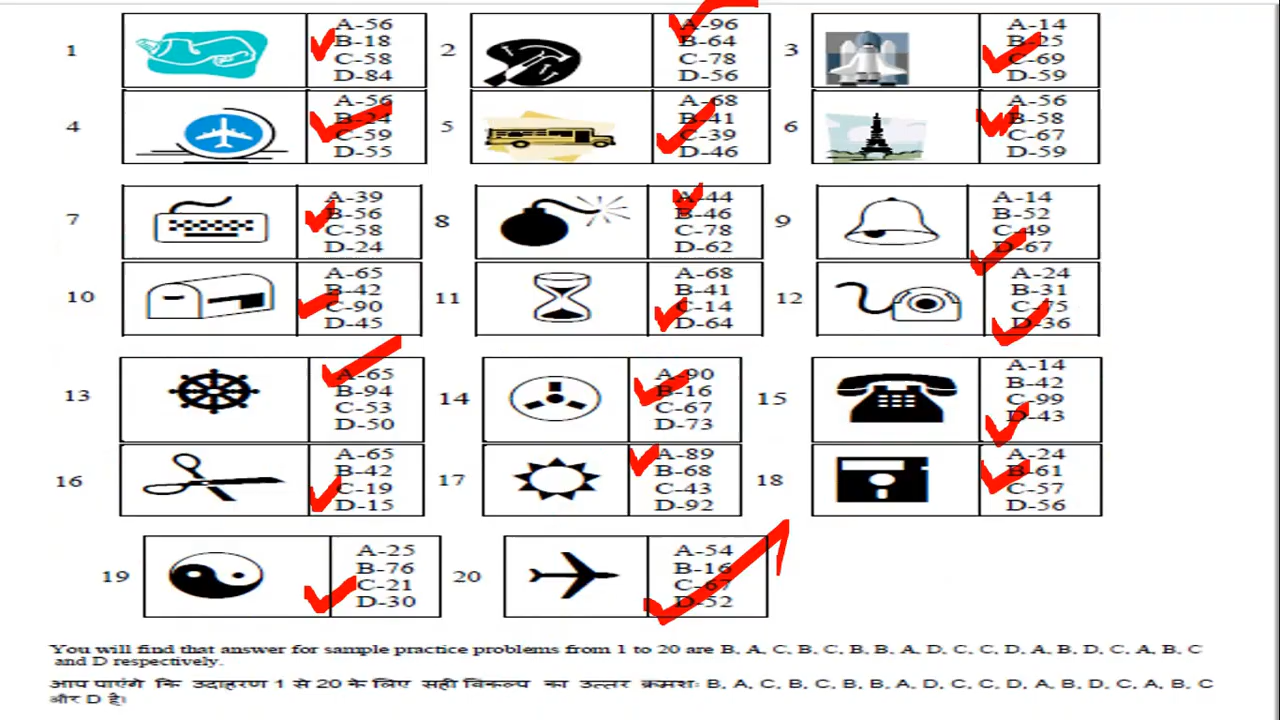 1 A-56 2 A-96 3 A-14
B-18 B-64 B-25
C-58 C-78 C-69
D-84 D-56 D-59
4 A-56 5 A-68 6 A-56
B-24 B-41 B-58
C-59 C-39 C-67
D-55 D-46 D-59
7 A-39 8 A-44 9 A-14
B-56 B-46 B-52
C-58 C-78 C-49
D-24 D-62 D-67
10 A-65 11 A-68 12 A-24
B-42 B-41 B-31
C-90 C-14 C-75
D-45 D-64 D-36
13 A-65 14 A-90 15 A-14
B-94 B-16 B-42
C-53 C-67 C-99
D-50 D-73 D-43
16 A-65 17 A-89 18 A-24
B-42 B-68 B-61
C-19 C-43 C-57
D-15 D-92 D-56
19 A-25 20 A-54
B-76 B-16
C-21 C-67
D-30 D-52
You will find that answer for sample practice problems from 1 to 20 are B, A, C, B, C, B, B, A, D, C, C, D, A, B, D, C, A, B, C
and D respectively.
आप पाएंगे कि उदाहरण 1 से 20 के लिए सही विकल्प का उत्तर क्रमशः B, A, C, B, C, B, B, A, D, C, C, D, A, B, D, C, A, B, C
और D है।